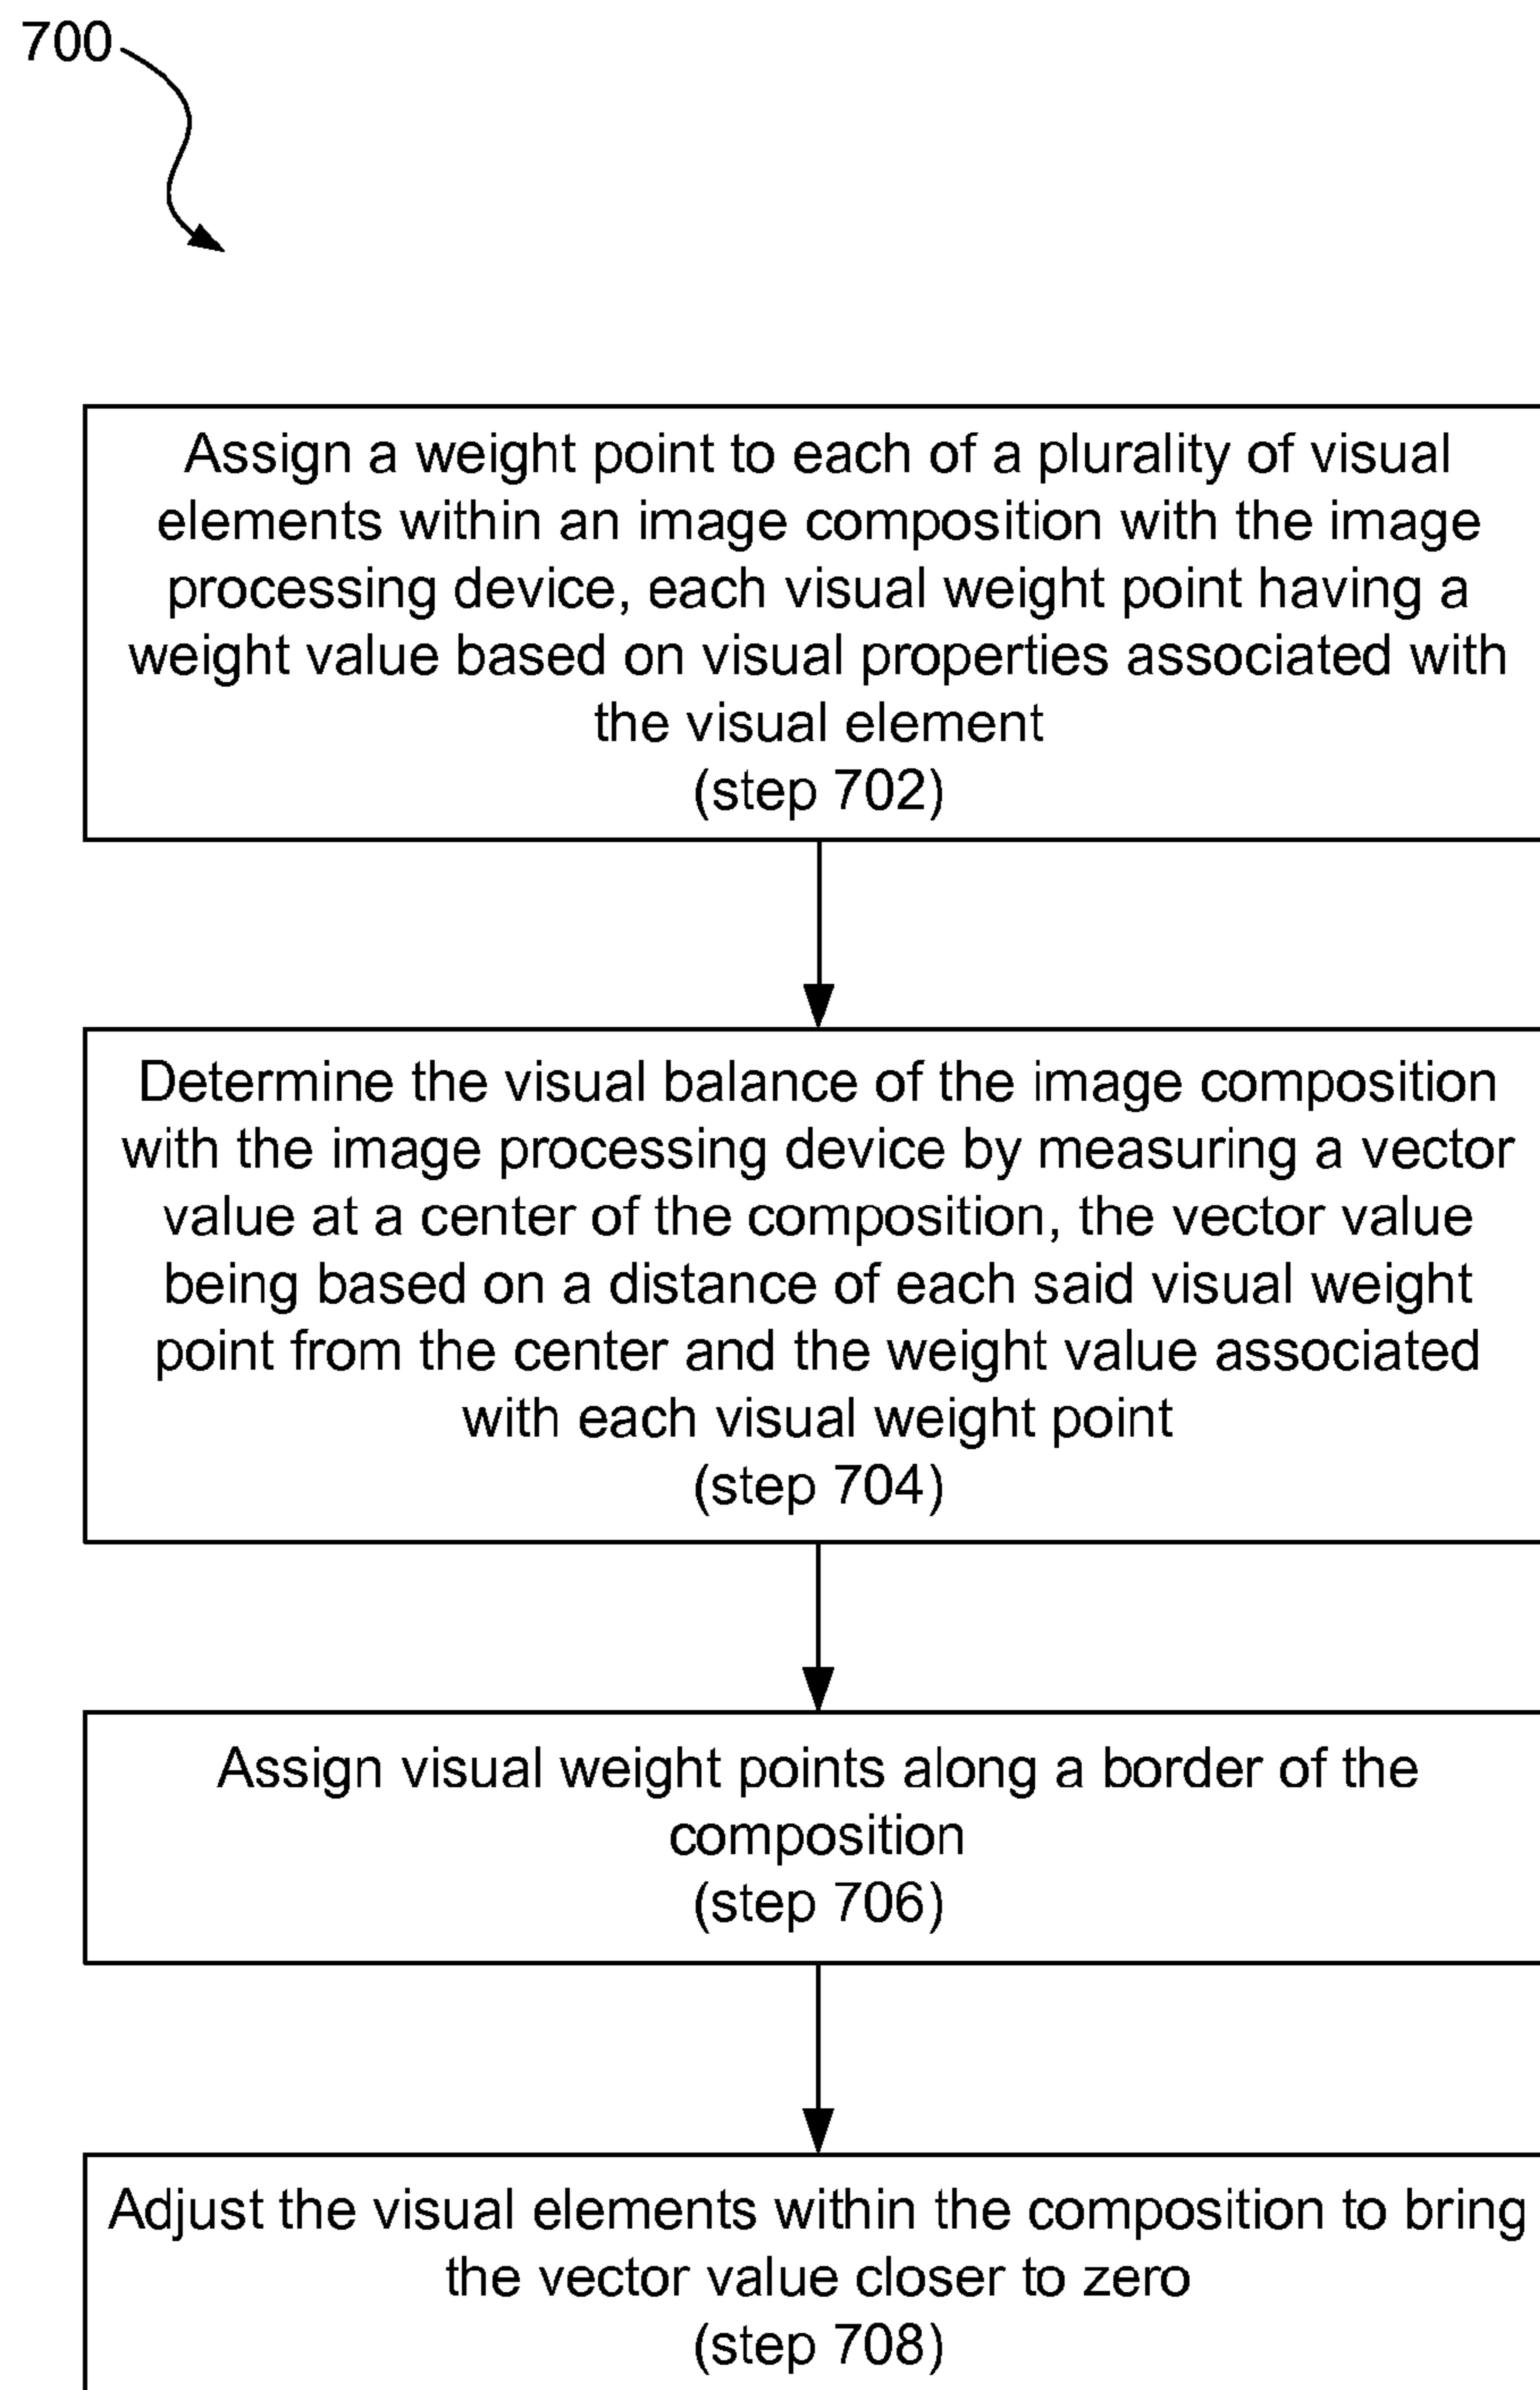 700
Assign a weight point to each of a plurality of visual
elements within an image composition with the image
processing device, each visual weight point having a
weight value based on visual properties associated with
the visual element
(step 702)
Determine the visual balance of the image composition
with the image processing device by measuring a vector
value at a center of the composition, the vector value
being based on a distance of each said visual weight
point from the center and the weight value associated
with each visual weight point
(step 704)
Assign visual weight points along a border of the
composition
(step 706)
Adjust the visual elements within the composition to bring
the vector value closer to zero
(step 708)